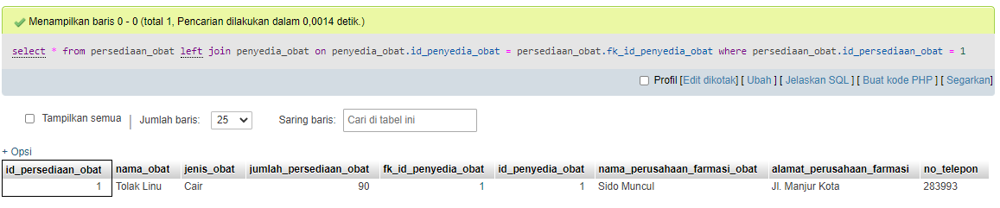 Menampilkan baris 0 - 0 (total 1, Pencarian dilakukan dalam 0,0014 detik.)
select * from persediaan_obat left join penyedia_obat on penyedia_obat.id_penyedia_obat = persediaan_obat.fk_id_penyedia_obat where persediaan_obat.id_persediaan_obat = 1
Profil [Edit dikotak] [ Ubah ] [ Jelaskan SQL ] [ Buat kode PHP ] [ Segarkan]
Tampilkan semua | Jumlah baris: 25 Saring baris: Cari di tabel ini
+ Opsi
id_persediaan_obat nama_obat jenis_obat jumlah_persediaan_obat fk_id_penyedia_obat id_penyedia_obat nama_perusahaan_farmasi_obat alamat_perusahaan_farmasi no_telepon
1 Tolak Linu Cair 90 1 1 Sido Muncul Jl. Manjur Kota 283993